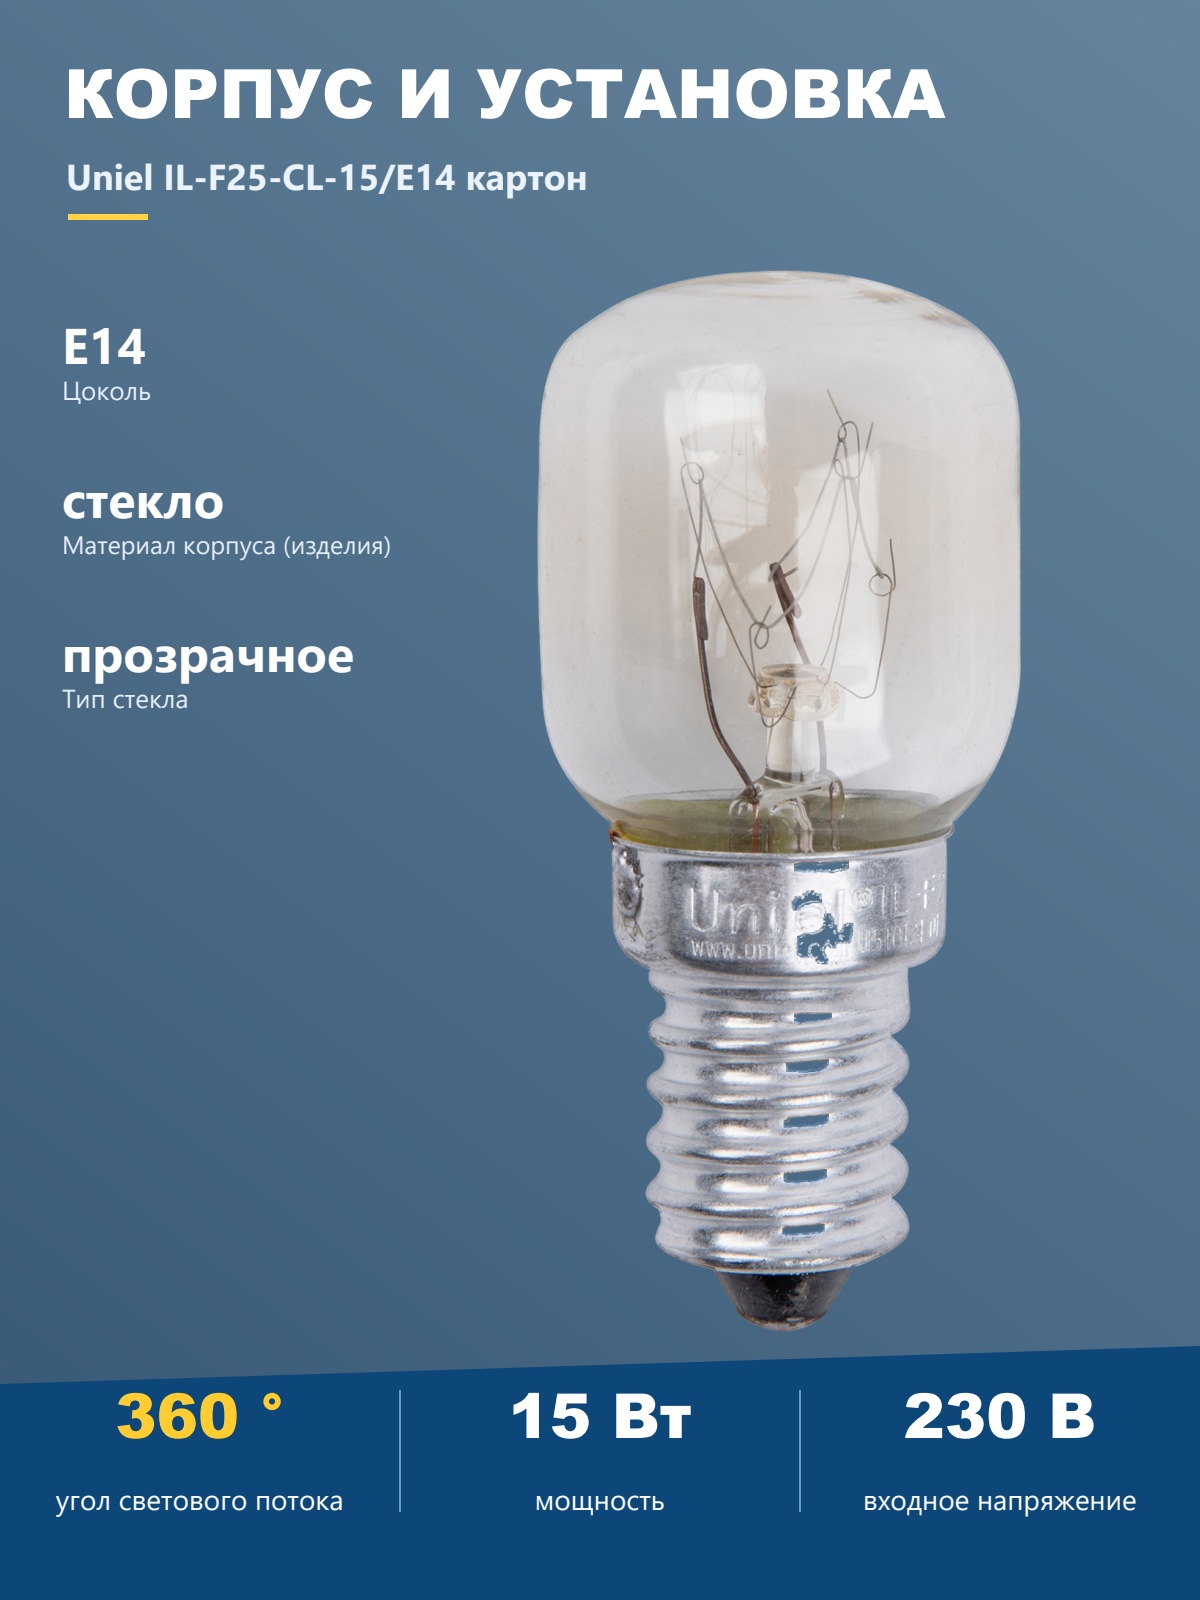 КОРПУС И УСТАНОВКА
Uniel IL-F25-CL-15/E14 картон
E14
Цоколь
стекло
Материал корпуса (изделия)
прозрачное
Тип стекла
360 °
угол светового потока
15 Вт
мощность
230 В
входное напряжение